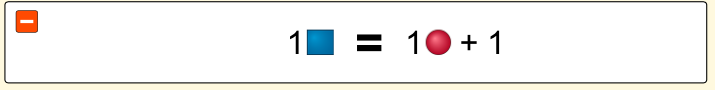 1🟦 = 1🔴 + 1